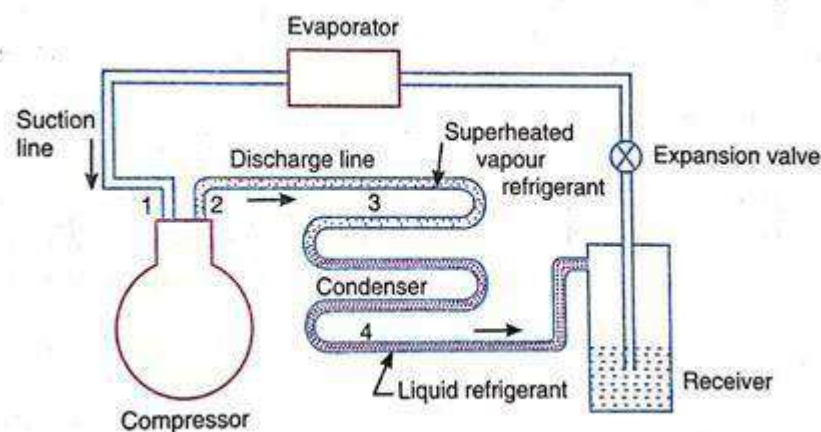 Evaporator
Suction
line
Discharge line
Superheated
vapour
refrigerant
Expansion valve
1
2
3
Condenser
4
Liquid refrigerant
Receiver
Compressor